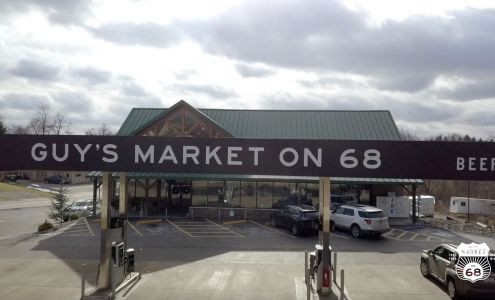 GUY'S MARKET ON 68
BEER
MARKET
68